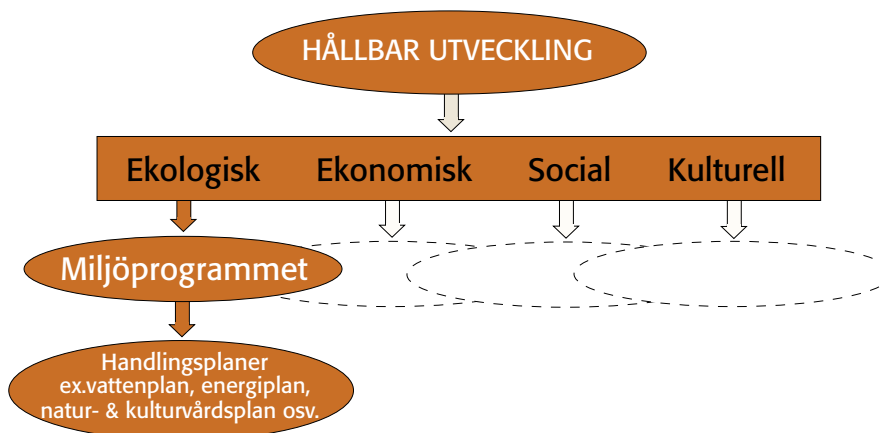 HÅLLBAR UTVECKLING
Ekologisk Ekonomisk Social Kulturell
Miljöprogrammet
Handlingsplaner
ex.vattenplan, energiplan,
natur- & kulturvårdsplan osv.